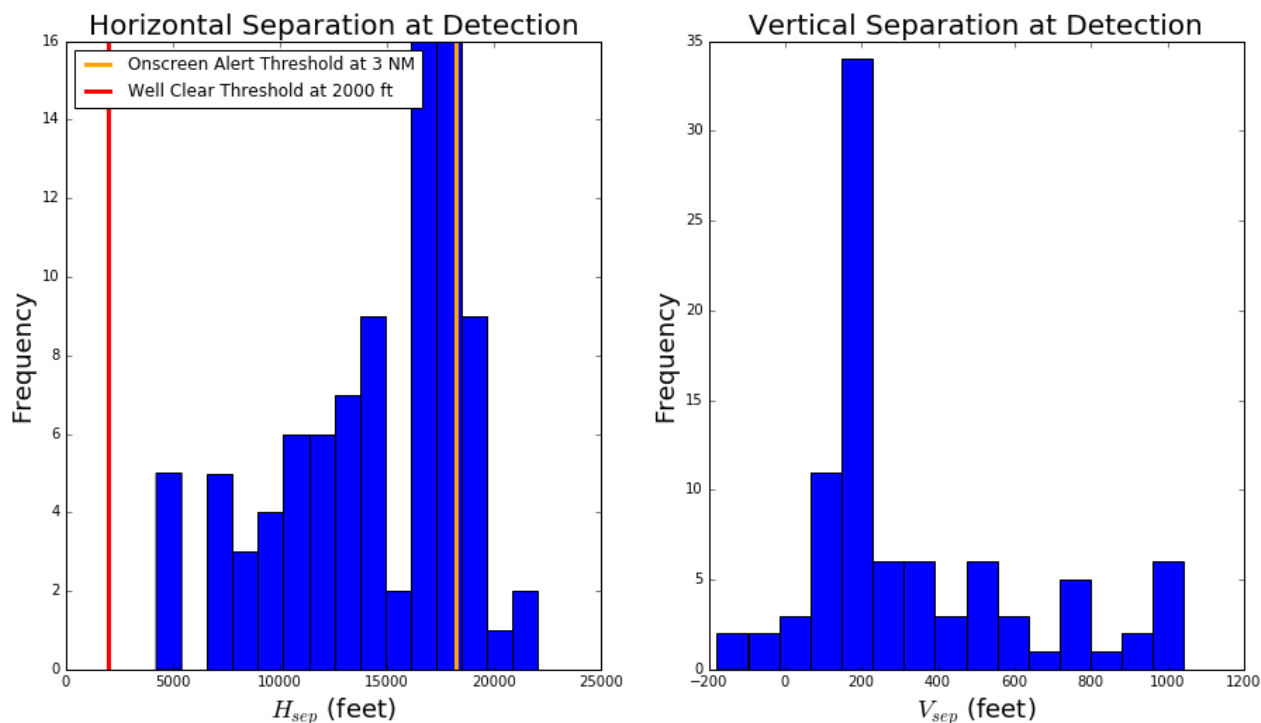 Horizontal Separation at Detection
16
14
12
10
8
6
4
2
0
Frequency
Onscreen Alert Threshold at 3 NM
Well Clear Threshold at 2000 ft
0 5000 10000 15000 20000 25000
H_sep (feet)
Vertical Separation at Detection
35
30
25
20
15
10
5
0
Frequency
−200 0 200 400 600 800 1000 1200
V_sep (feet)